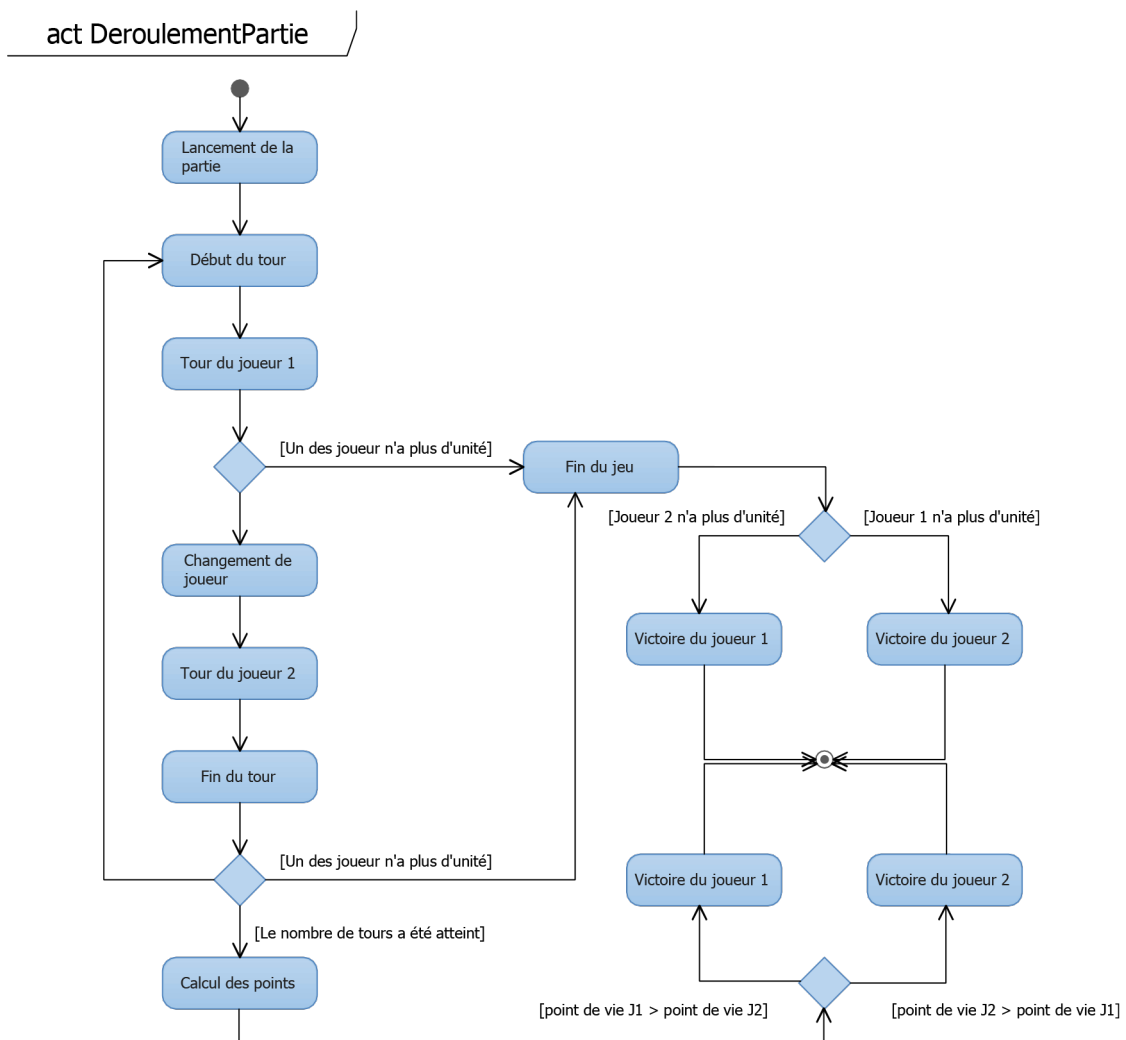 act DeroulementPartie
Lancement de la
partie
Début du tour
Tour du joueur 1
[Un des joueur n'a plus d'unité]
Fin du jeu
[Joueur 2 n'a plus d'unité]
[Joueur 1 n'a plus d'unité]
Changement de
joueur
Victoire du joueur 1
Victoire du joueur 2
Tour du joueur 2
Fin du tour
[Un des joueur n'a plus d'unité]
Victoire du joueur 1
Victoire du joueur 2
[Le nombre de tours a été atteint]
Calcul des points
[point de vie J1 > point de vie J2]
[point de vie J2 > point de vie J1]